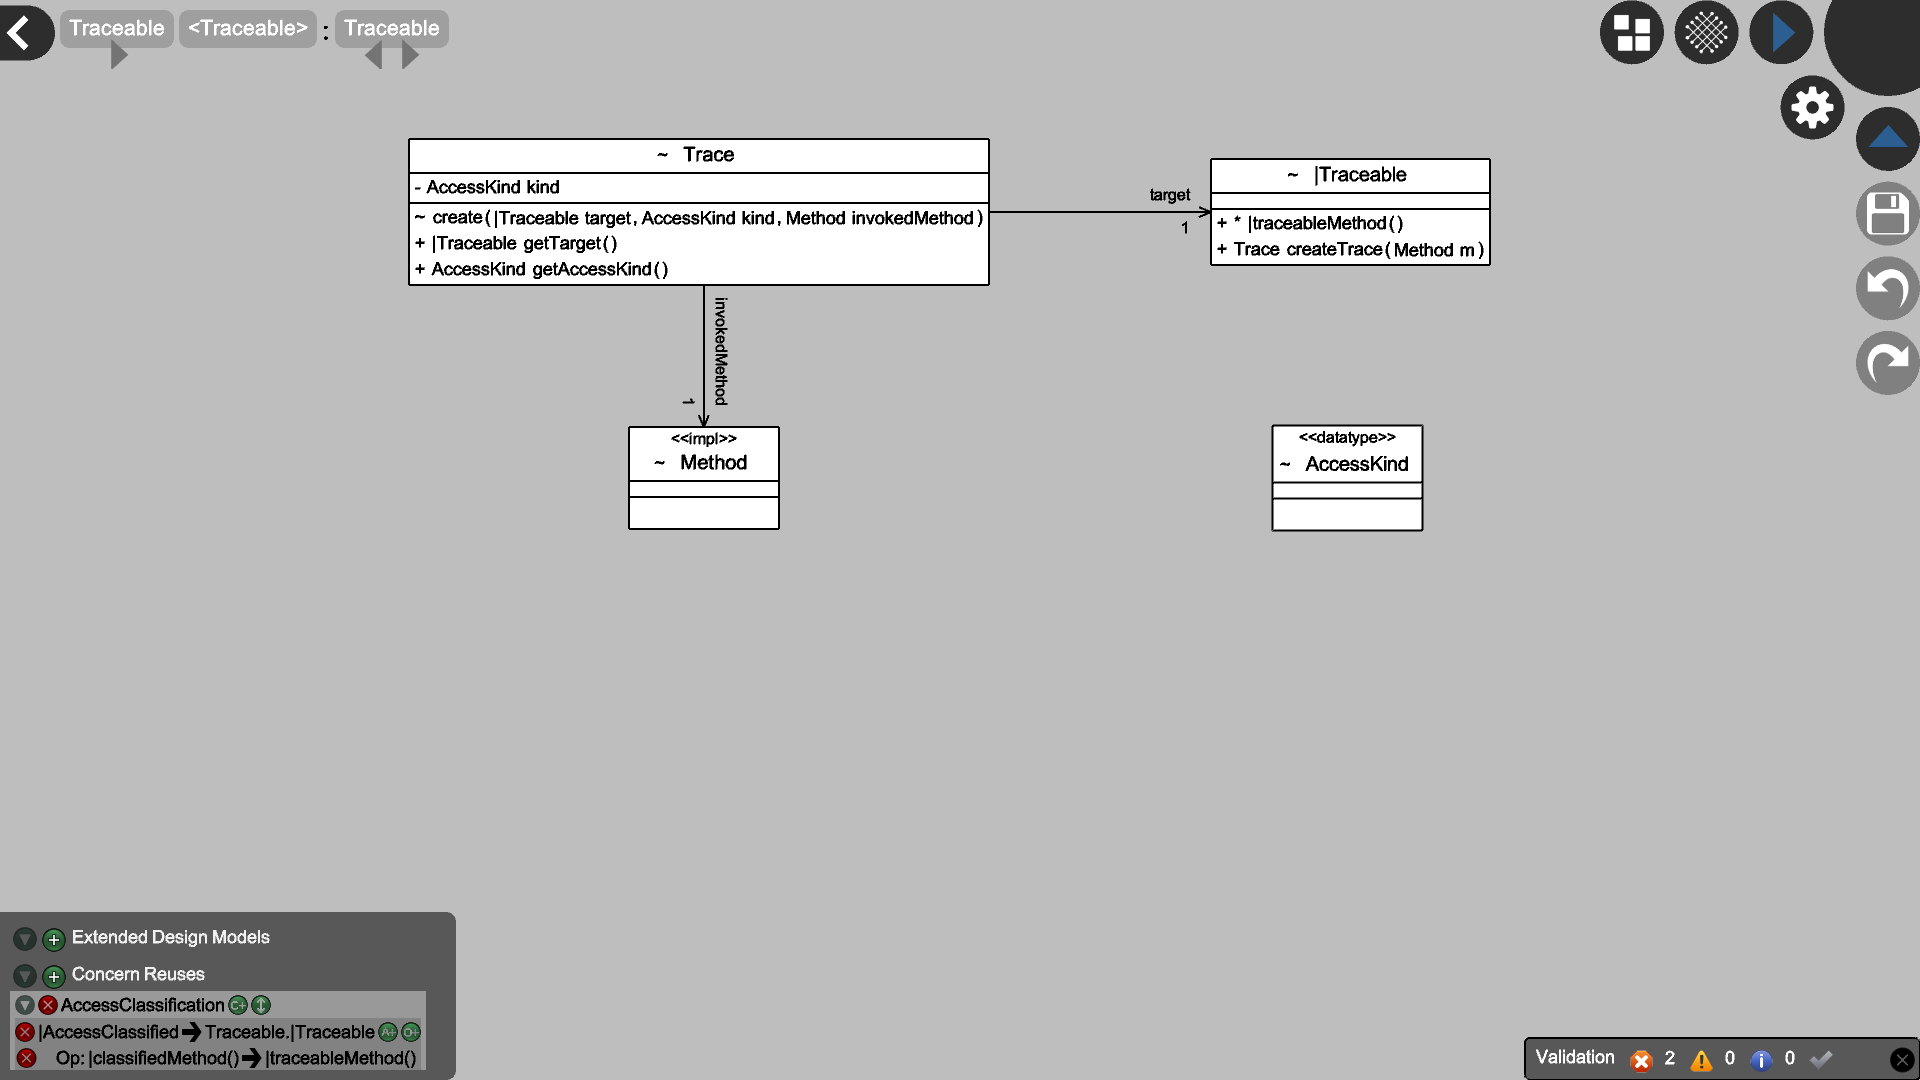 Traceable <Traceable> : Traceable
~ Trace
- AccessKind kind
~ create(|Traceable target, AccessKind kind, Method invokedMethod)
+ |Traceable getTarget()
+ AccessKind getAccessKind()
target
1
~ |Traceable
+ * |traceableMethod()
+ Trace createTrace(Method m)
invokedMethod
1
<<impl>>
~ Method
<<datatype>>
~ AccessKind
Extended Design Models
Concern Reuses
AccessClassification C+
|AccessClassified➔Traceable.|Traceable A+ O+
Op: |classifiedMethod()➔|traceableMethod()
Validation 2 0 0